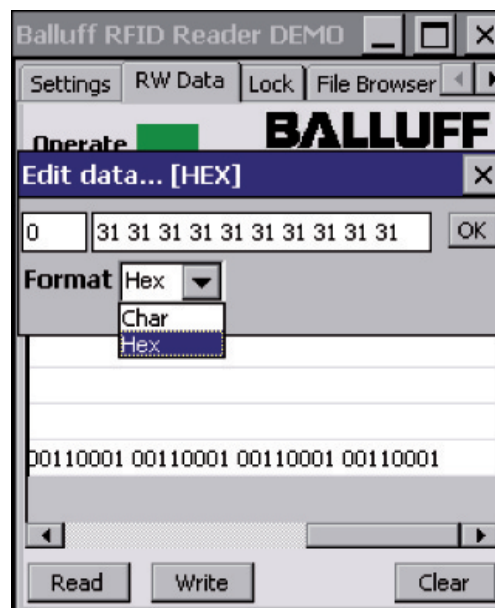 Balluff RFID Reader DEMO
Settings RW Data Lock File Browser
Operate BALLUFF
Edit data... [HEX]
0 31 31 31 31 31 31 31 31 31 31 OK
Format Hex
Char
Hex
00110001 00110001 00110001 00110001
Read Write Clear